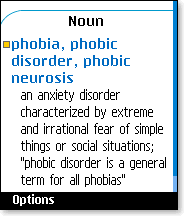 Noun
phobia, phobic
disorder, phobic
neurosis
an anxiety disorder
characterized by extreme
and irrational fear of simple
things or social situations;
"phobic disorder is a general
term for all phobias"
Options